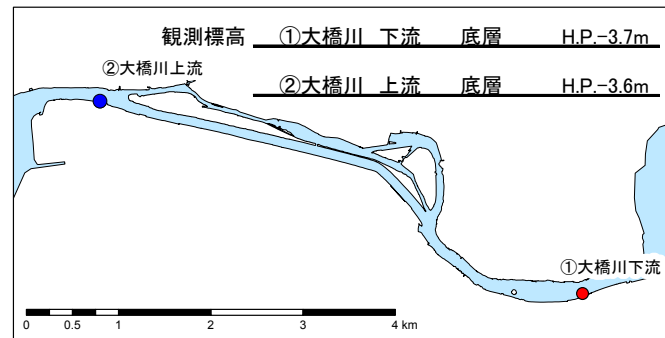 観測標高 ①大橋川 下流 底層 H.P.-3.7m
②大橋川 上流 底層 H.P.-3.6m
②大橋川上流
①大橋川下流
0 0.5 1 2 3 4 km